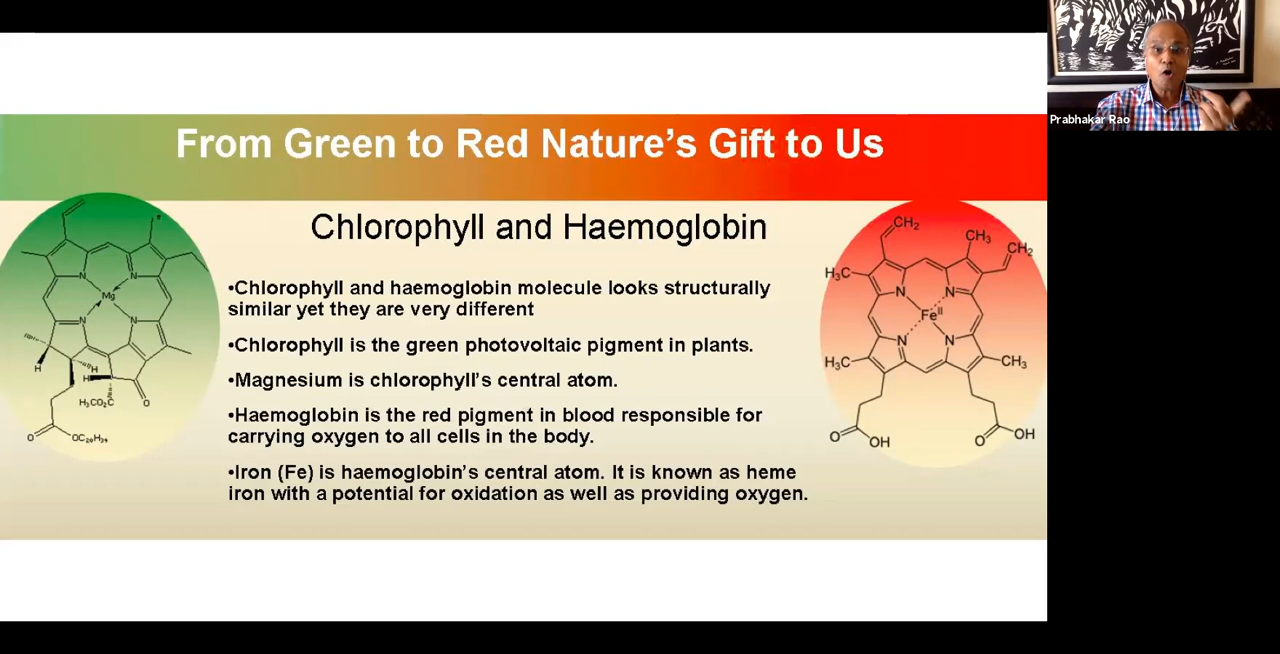 From Green to Red Nature's Gift to Us
Prabhakar Rao
Chlorophyll and Haemoglobin
•Chlorophyll and haemoglobin molecule looks structurally
similar yet they are very different
•Chlorophyll is the green photovoltaic pigment in plants.
•Magnesium is chlorophyll's central atom.
•Haemoglobin is the red pigment in blood responsible for
carrying oxygen to all cells in the body.
•Iron (Fe) is haemoglobin's central atom. It is known as heme
iron with a potential for oxidation as well as providing oxygen.
N
N
Mg
N
N
H
H
H
H₃CO₂C
O
O
OC₂₀H₃₉
CH₂
CH₃
CH₂
H₃C
N
N
Feᴵᴵ
N
N
H₃C
CH₃
O
OH
O
OH